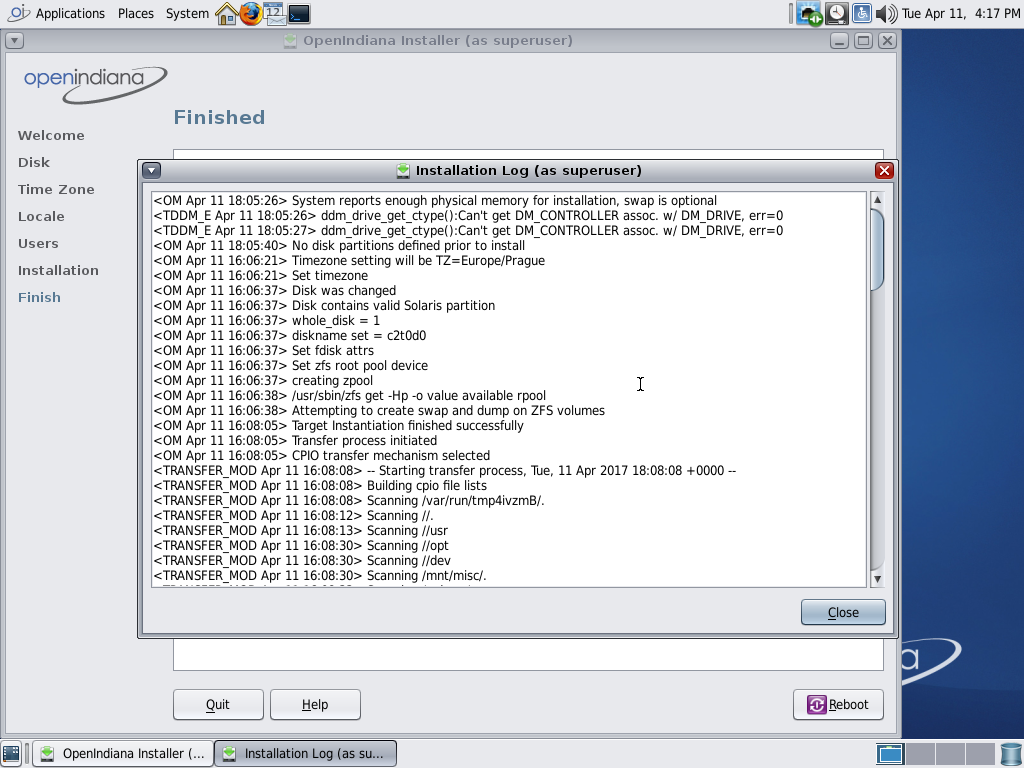 Applications Places System 12 Tue Apr 11, 4:17 PM
OpenIndiana Installer (as superuser)
openindiana
Finished
Welcome
Disk
Time Zone
Locale
Users
Installation
Finish
Installation Log (as superuser)
<OM Apr 11 18:05:26> System reports enough physical memory for installation, swap is optional
<TDDM_E Apr 11 18:05:26> ddm_drive_get_ctype():Can't get DM_CONTROLLER assoc. w/ DM_DRIVE, err=0
<TDDM_E Apr 11 18:05:27> ddm_drive_get_ctype():Can't get DM_CONTROLLER assoc. w/ DM_DRIVE, err=0
<OM Apr 11 18:05:40> No disk partitions defined prior to install
<OM Apr 11 16:06:21> Timezone setting will be TZ=Europe/Prague
<OM Apr 11 16:06:21> Set timezone
<OM Apr 11 16:06:37> Disk was changed
<OM Apr 11 16:06:37> Disk contains valid Solaris partition
<OM Apr 11 16:06:37> whole_disk = 1
<OM Apr 11 16:06:37> diskname set = c2t0d0
<OM Apr 11 16:06:37> Set fdisk attrs
<OM Apr 11 16:06:37> Set zfs root pool device
<OM Apr 11 16:06:37> creating zpool
<OM Apr 11 16:06:38> /usr/sbin/zfs get -Hp -o value available rpool
<OM Apr 11 16:06:38> Attempting to create swap and dump on ZFS volumes
<OM Apr 11 16:08:05> Target Instantiation finished successfully
<OM Apr 11 16:08:05> Transfer process initiated
<OM Apr 11 16:08:05> CPIO transfer mechanism selected
<TRANSFER_MOD Apr 11 16:08:08> -- Starting transfer process, Tue, 11 Apr 2017 18:08:08 +0000 --
<TRANSFER_MOD Apr 11 16:08:08> Building cpio file lists
<TRANSFER_MOD Apr 11 16:08:08> Scanning /var/run/tmp4ivzmB/.
<TRANSFER_MOD Apr 11 16:08:12> Scanning //.
<TRANSFER_MOD Apr 11 16:08:13> Scanning //usr
<TRANSFER_MOD Apr 11 16:08:30> Scanning //opt
<TRANSFER_MOD Apr 11 16:08:30> Scanning //dev
<TRANSFER_MOD Apr 11 16:08:30> Scanning /mnt/misc/.
Close
a
Quit Help Reboot
OpenIndiana Installer (... Installation Log (as su...